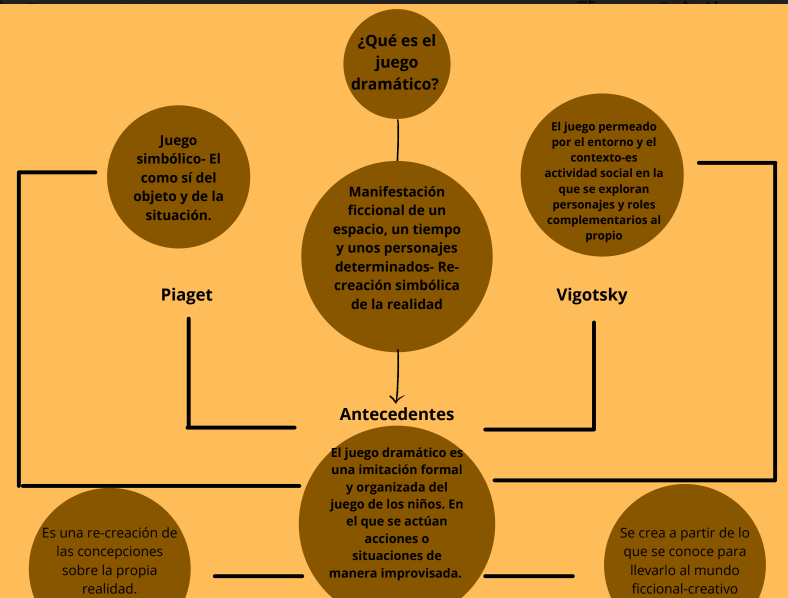 ¿Qué es el
juego
dramático?
Juego
simbólico- El
como sí del
objeto y de la
situación.
Manifestación
ficcional de un
espacio, un tiempo
y unos personajes
determinados- Re-
creación simbólica
de la realidad
El juego permeado
por el entorno y el
contexto-es
actividad social en la
que se exploran
personajes y roles
complementarios al
propio
Piaget
Vigotsky
Antecedentes
El juego dramático es
una imitación formal
y organizada del
juego de los niños. En
el que se actúan
acciones o
situaciones de
manera improvisada.
Es una re-creación de
las concepciones
sobre la propia
realidad.
Se crea a partir de lo
que se conoce para
llevarlo al mundo
ficcional-creativo